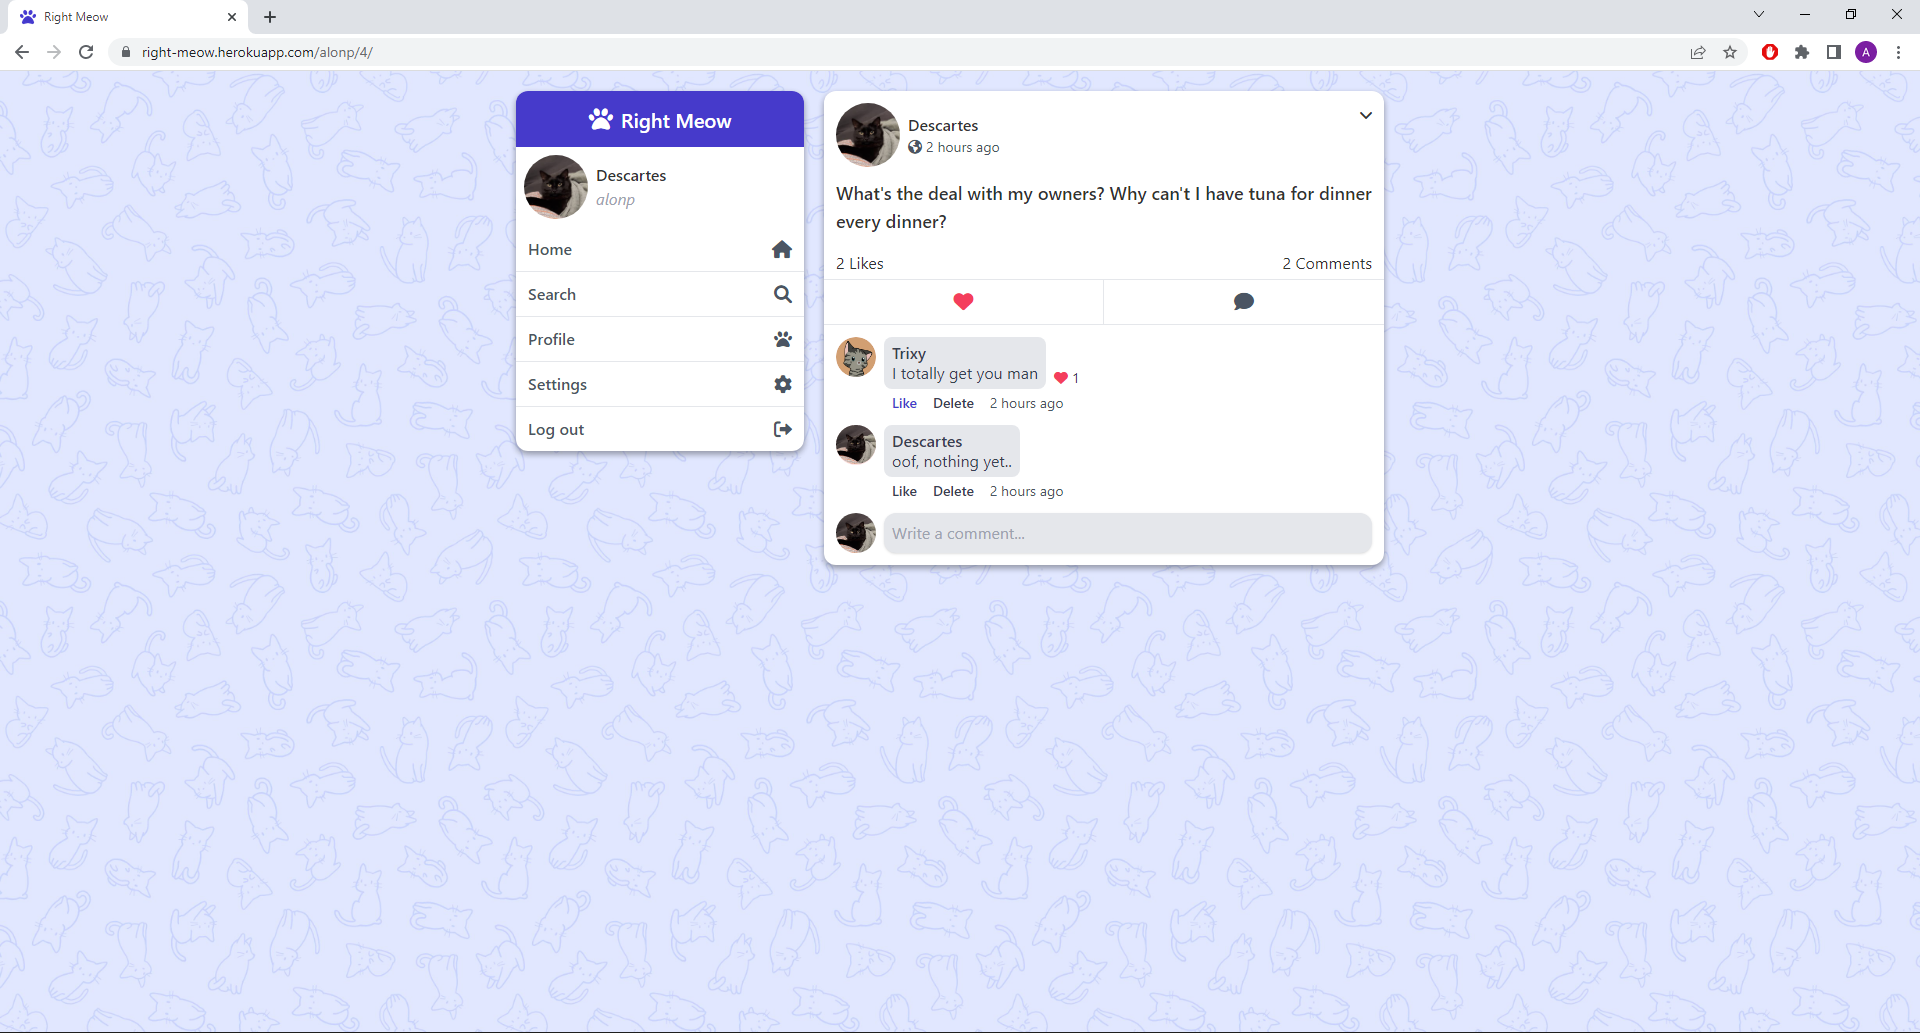 Right Meow
right-meow.herokuapp.com/alonp/4/
A
Right Meow
Descartes
alonp
Home
Search
Profile
Settings
Log out
Descartes
2 hours ago
What's the deal with my owners? Why can't I have tuna for dinner
every dinner?
2 Likes
2 Comments
Trixy
I totally get you man
1
Like Delete 2 hours ago
Descartes
oof, nothing yet..
Like Delete 2 hours ago
Write a comment...